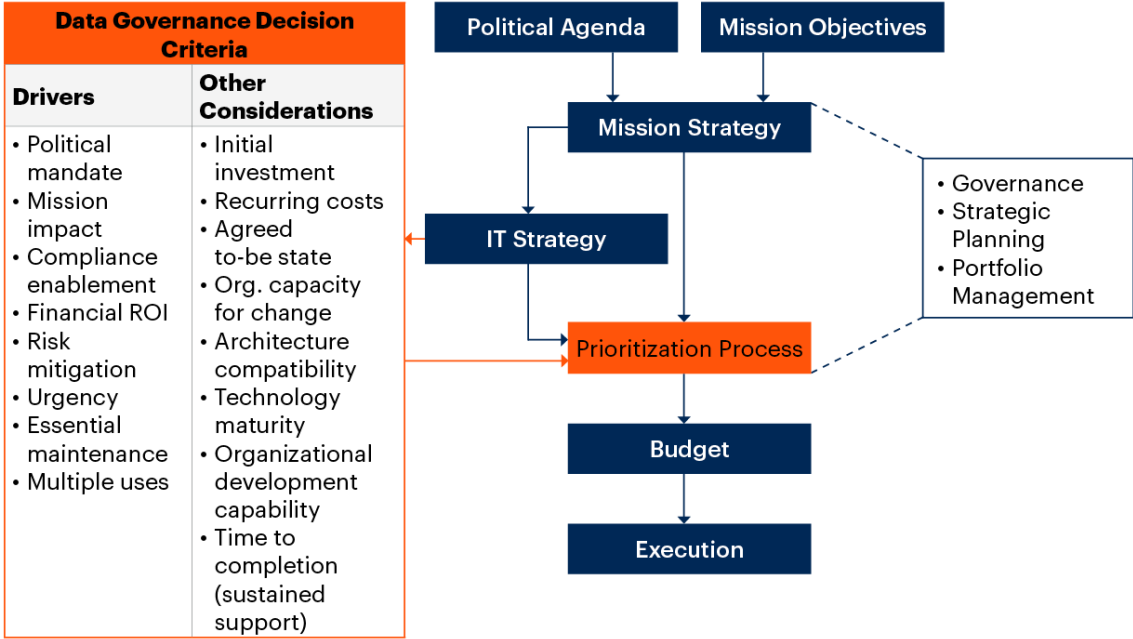 Data Governance Decision
Criteria
Drivers
• Political
mandate
• Mission
impact
• Compliance
enablement
• Financial ROI
• Risk
mitigation
• Urgency
• Essential
maintenance
• Multiple uses
Other
Considerations
• Initial
investment
• Recurring costs
• Agreed
to-be state
• Org. capacity
for change
• Architecture
compatibility
• Technology
maturity
• Organizational
development
capability
• Time to
completion
(sustained
support)
Political Agenda
Mission Objectives
Mission Strategy
IT Strategy
Prioritization Process
Budget
Execution
• Governance
• Strategic
Planning
• Portfolio
Management